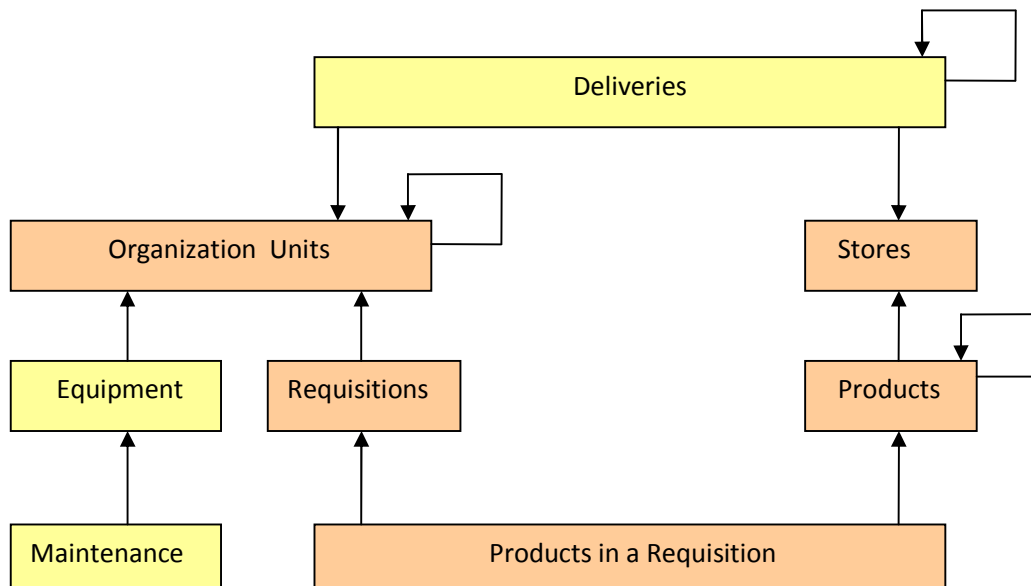 Deliveries
Organization Units
Stores
Equipment
Requisitions
Products
Maintenance
Products in a Requisition